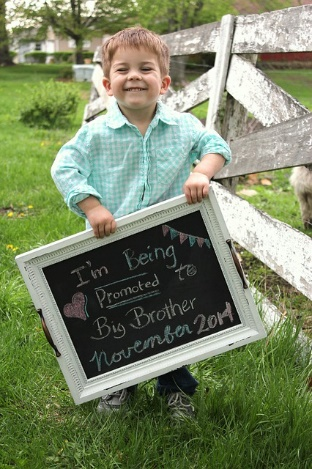 I'm Being
Promoted to
Big Brother
November 2014